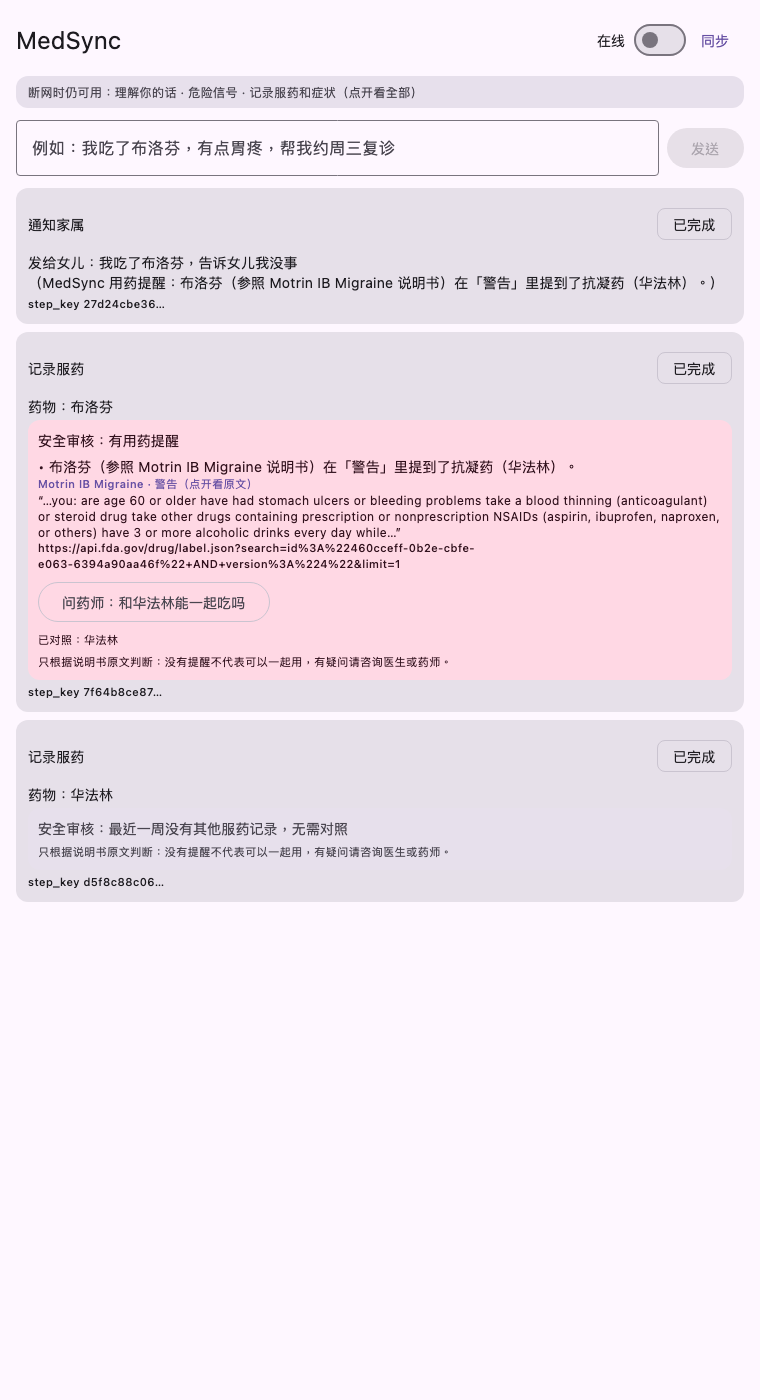 MedSync
在线
同步
断网时仍可用：理解你的话 · 危险信号 · 记录服药和症状（点开看全部）
例如：我吃了布洛芬，有点胃疼，帮我约周三复诊
发送
通知家属
已完成
发给女儿：我吃了布洛芬，告诉女儿我没事
（MedSync 用药提醒：布洛芬（参照 Motrin IB Migraine 说明书）在「警告」里提到了抗凝药（华法林）。）
step_key 27d24cbe36…
记录服药
已完成
药物：布洛芬
安全审核：有用药提醒
• 布洛芬（参照 Motrin IB Migraine 说明书）在「警告」里提到了抗凝药（华法林）。
Motrin IB Migraine · 警告（点开看原文）
“…you: are age 60 or older have had stomach ulcers or bleeding problems take a blood thinning (anticoagulant)
or steroid drug take other drugs containing prescription or nonprescription NSAIDs (aspirin, ibuprofen, naproxen,
or others) have 3 or more alcoholic drinks every day while…”
https://api.fda.gov/drug/label.json?search=id%3A%22460cceff-0b2e-cbfe-
e063-6394a90aa46f%22+AND+version%3A%224%22&limit=1
问药师：和华法林能一起吃吗
已对照：华法林
只根据说明书原文判断：没有提醒不代表可以一起用，有疑问请咨询医生或药师。
step_key 7f64b8ce87…
记录服药
已完成
药物：华法林
安全审核：最近一周没有其他服药记录，无需对照
只根据说明书原文判断：没有提醒不代表可以一起用，有疑问请咨询医生或药师。
step_key d5f8c88c06…